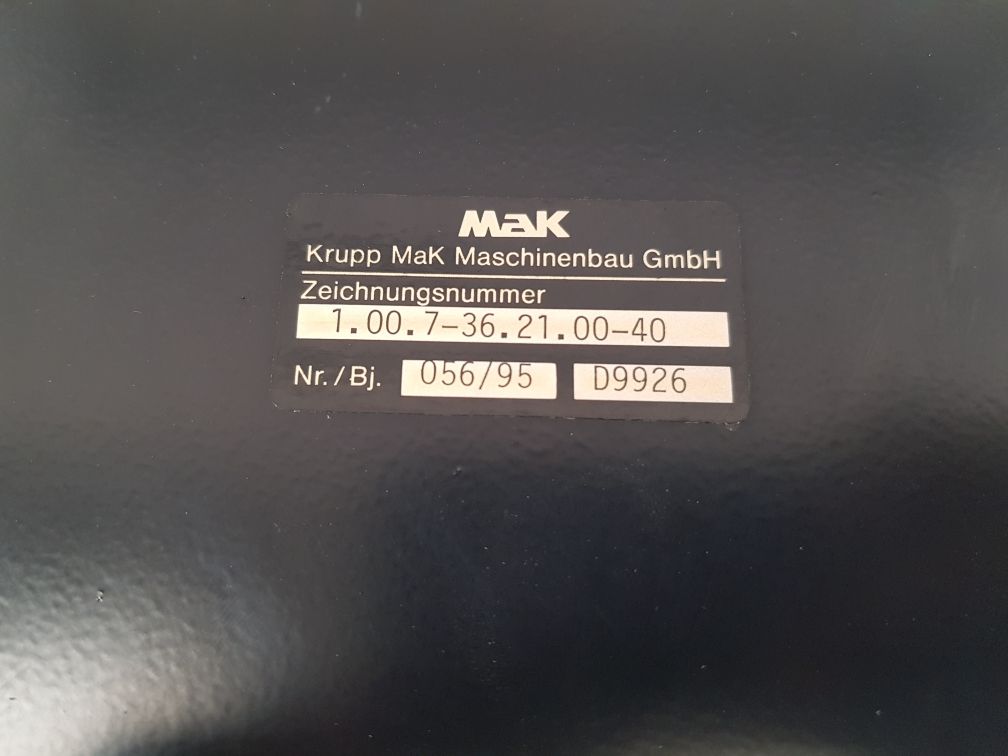 MaK
Krupp MaK Maschinenbau GmbH
Zeichnungsnummer
1.00.7-36.21.00-40
Nr./Bj. 056/95 D9926